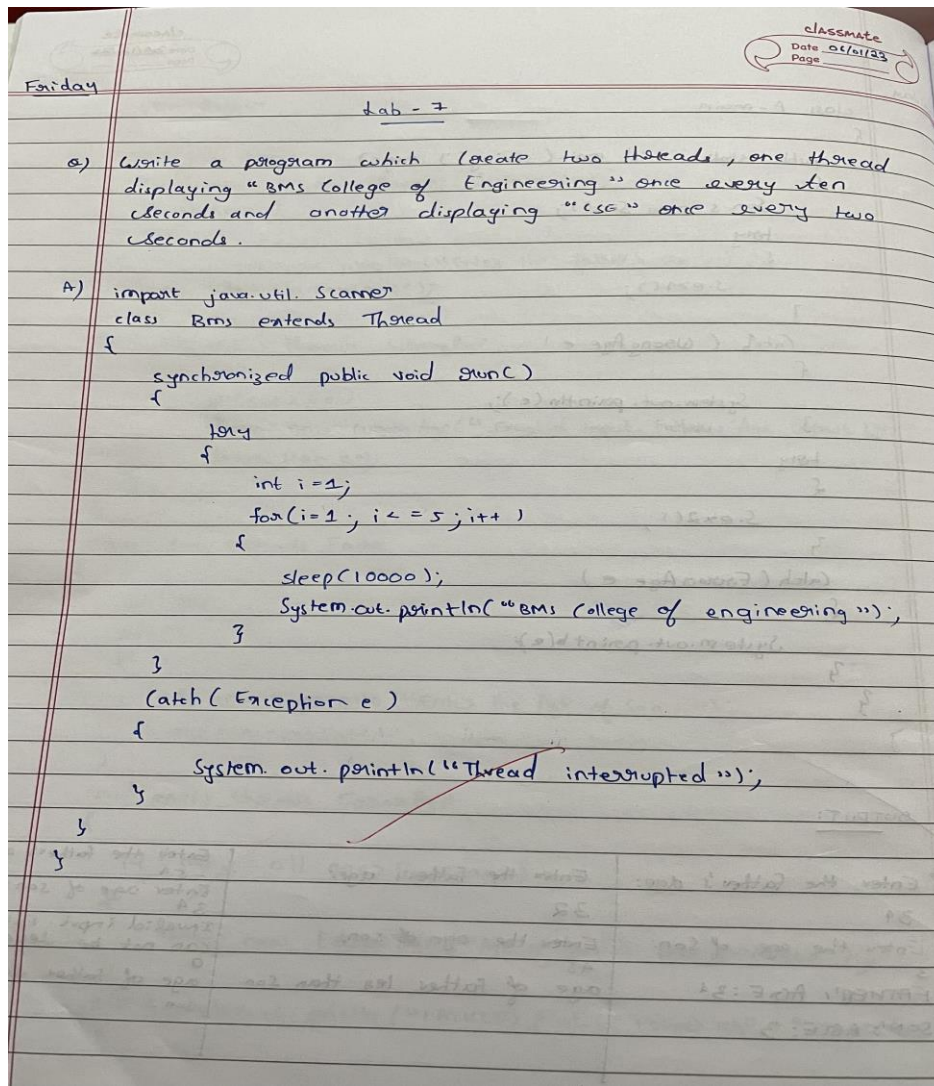 classmate
Date 06/01/23
Page
Friday
Lab - 7
Q) Write a program which Create two threads, one thread
displaying "BMS College of Engineering" once every ten
seconds and another displaying "CSE" once every two
seconds.
A) import java.util.Scanner
class Bms extends Thread
{
synchronized public void run()
{
try
{
int i=1;
for(i=1; i<=5; i++)
{
sleep(10000);
System.out.println("BMS College of engineering");
}
}
Catch(Exception e)
{
System.out.println("Thread interrupted");
}
}
}